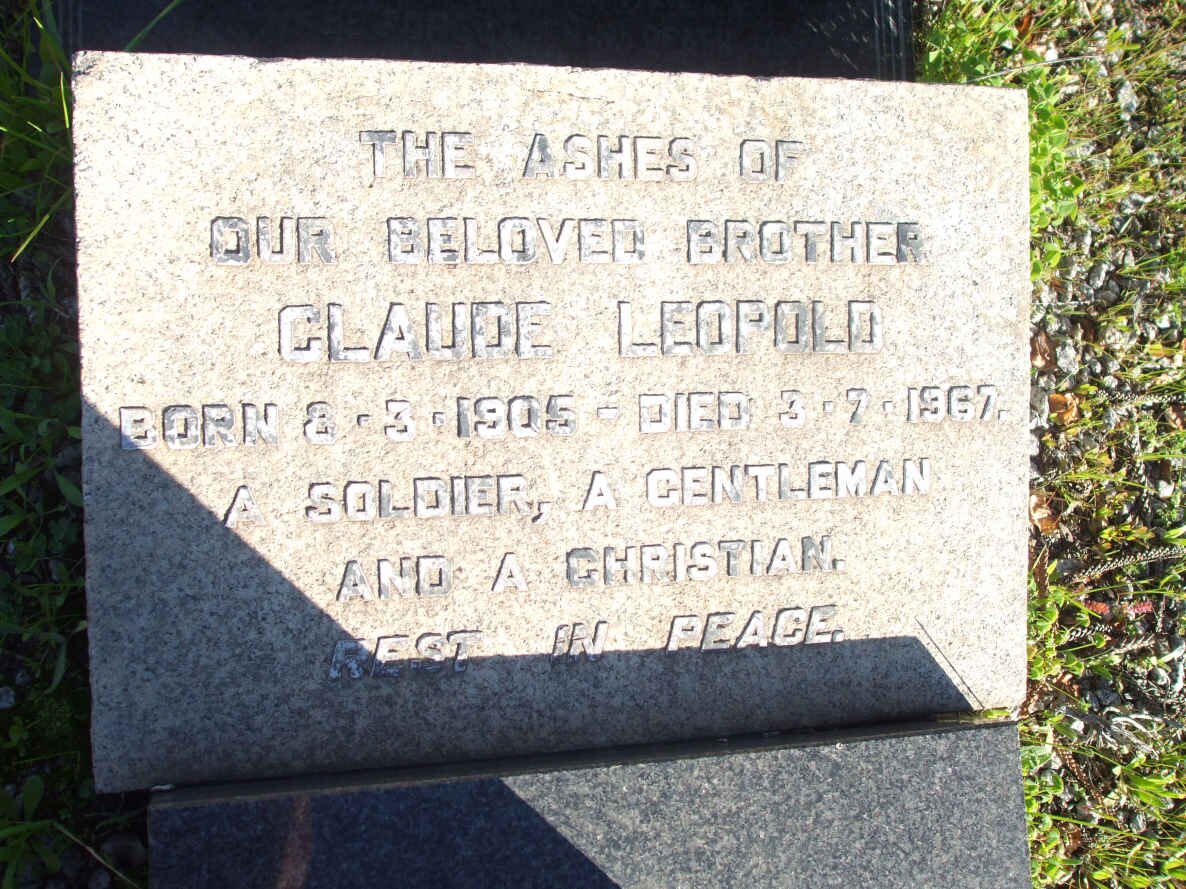 THE ASHES OF
OUR BELOVED BROTHER
CLAUDE LEOPOLD
BORN 8-3-1905 - DIED 3-7-1967.
A SOLDIER, A GENTLEMAN
AND A CHRISTIAN.
REST IN PEACE.